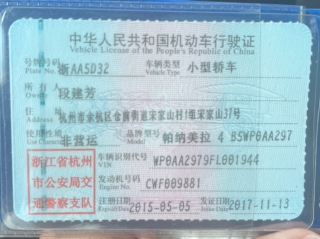 中华人民共和国机动车行驶证
Vehicle License of the People's Republic of China
号牌号码 Plate No. 浙AA5D32 车辆类型 Vehicle Type 小型轿车
所有人 Owner 段建芳
住址 Address 杭州市余杭区仓前街道宋家山村1组宋家山37号
使用性质 非营运 品牌型号 Model 帕纳美拉 4 B5WP0AA297
浙江省杭州市公安局交通警察支队
车辆识别代号 VIN WP0AA2979FL001944
发动机号码 Engine No. CWF009881
注册日期 2015-05-05 发证日期 2017-11-13